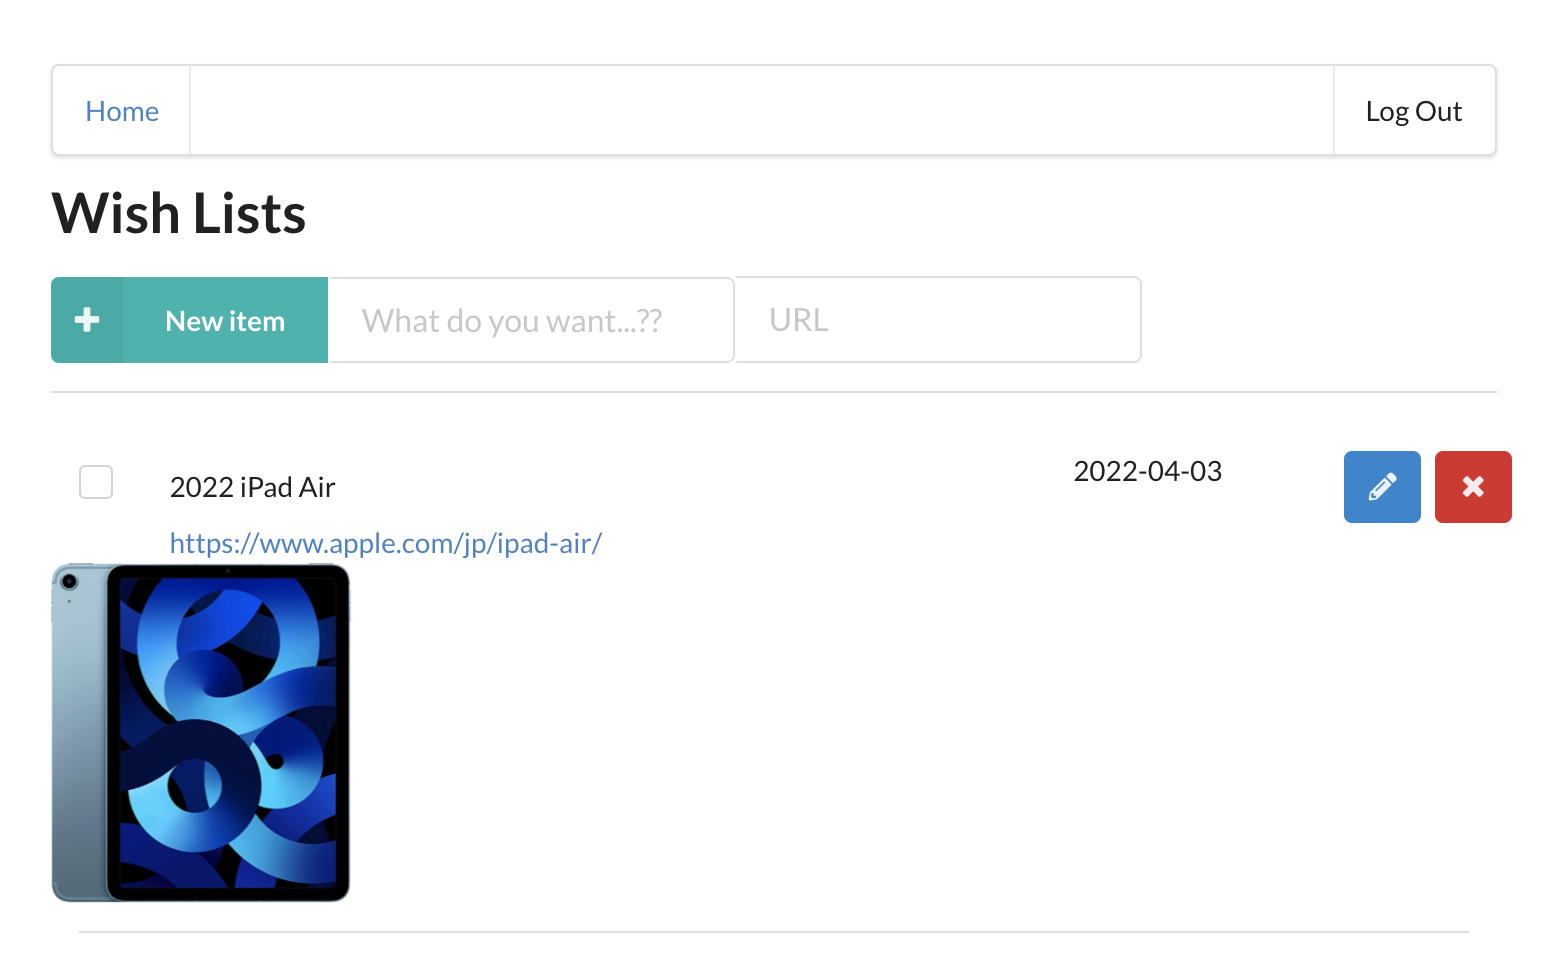 Home
Log Out
Wish Lists
New item
What do you want...??
URL
2022 iPad Air
2022-04-03
https://www.apple.com/jp/ipad-air/